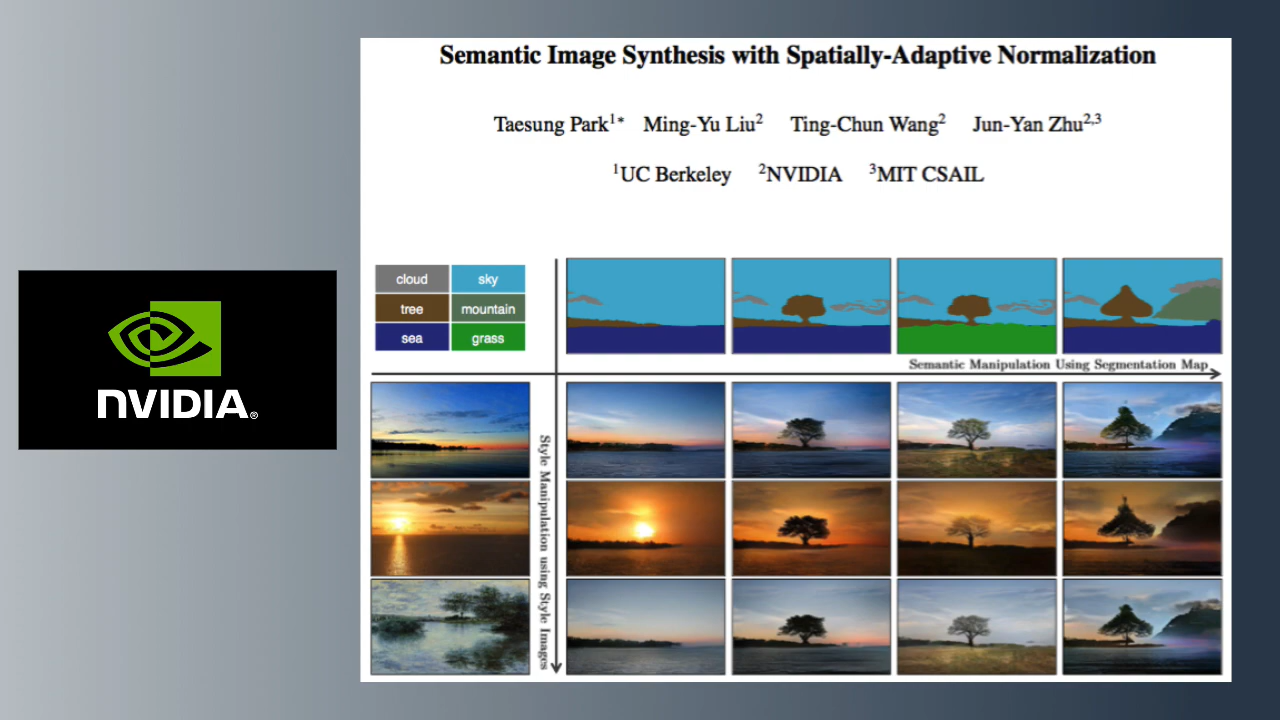 Semantic Image Synthesis with Spatially-Adaptive Normalization
Taesung Park¹* Ming-Yu Liu² Ting-Chun Wang² Jun-Yan Zhu²,³
¹UC Berkeley ²NVIDIA ³MIT CSAIL
NVIDIA®
cloud sky
tree mountain
sea grass
Semantic Manipulation Using Segmentation Map
Style Manipulation using Style Images